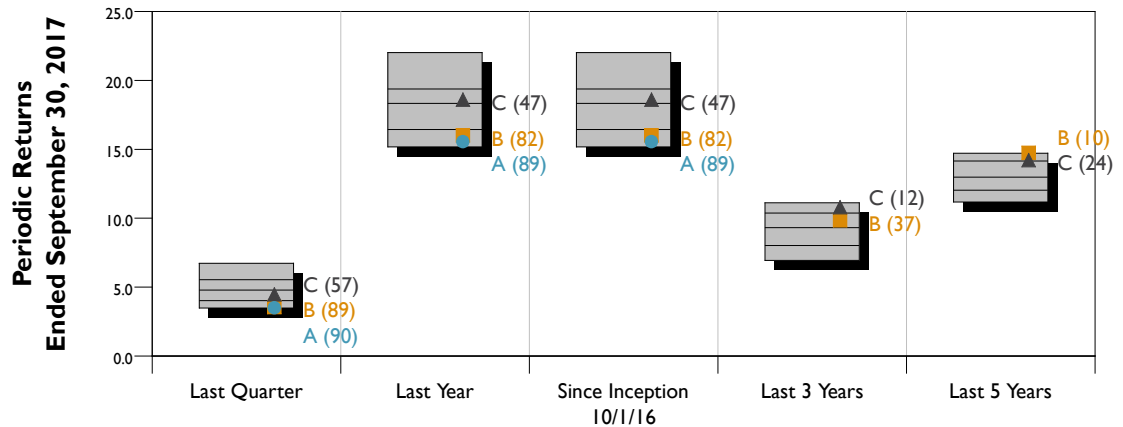 Periodic Returns
Ended September 30, 2017
25.0
20.0
15.0
10.0
5.0
0.0
C (57)
B (89)
A (90)
C (47)
B (82)
A (89)
C (47)
B (82)
A (89)
C (12)
B (37)
B (10)
C (24)
Last Quarter
Last Year
Since Inception
10/1/16
Last 3 Years
Last 5 Years